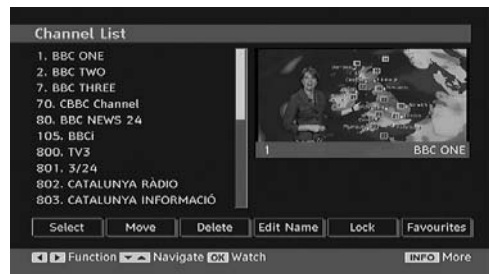 Channel List
1. BBC ONE
2. BBC TWO
7. BBC THREE
70. CBBC Channel
80. BBC NEWS 24
105. BBCi
800. TV3
801. 3/24
802. CATALUNYA RÀDIO
803. CATALUNYA INFORMACIÓ
1 BBC ONE
Select Move Delete Edit Name Lock Favourites
Function Navigate OK Watch INFO More